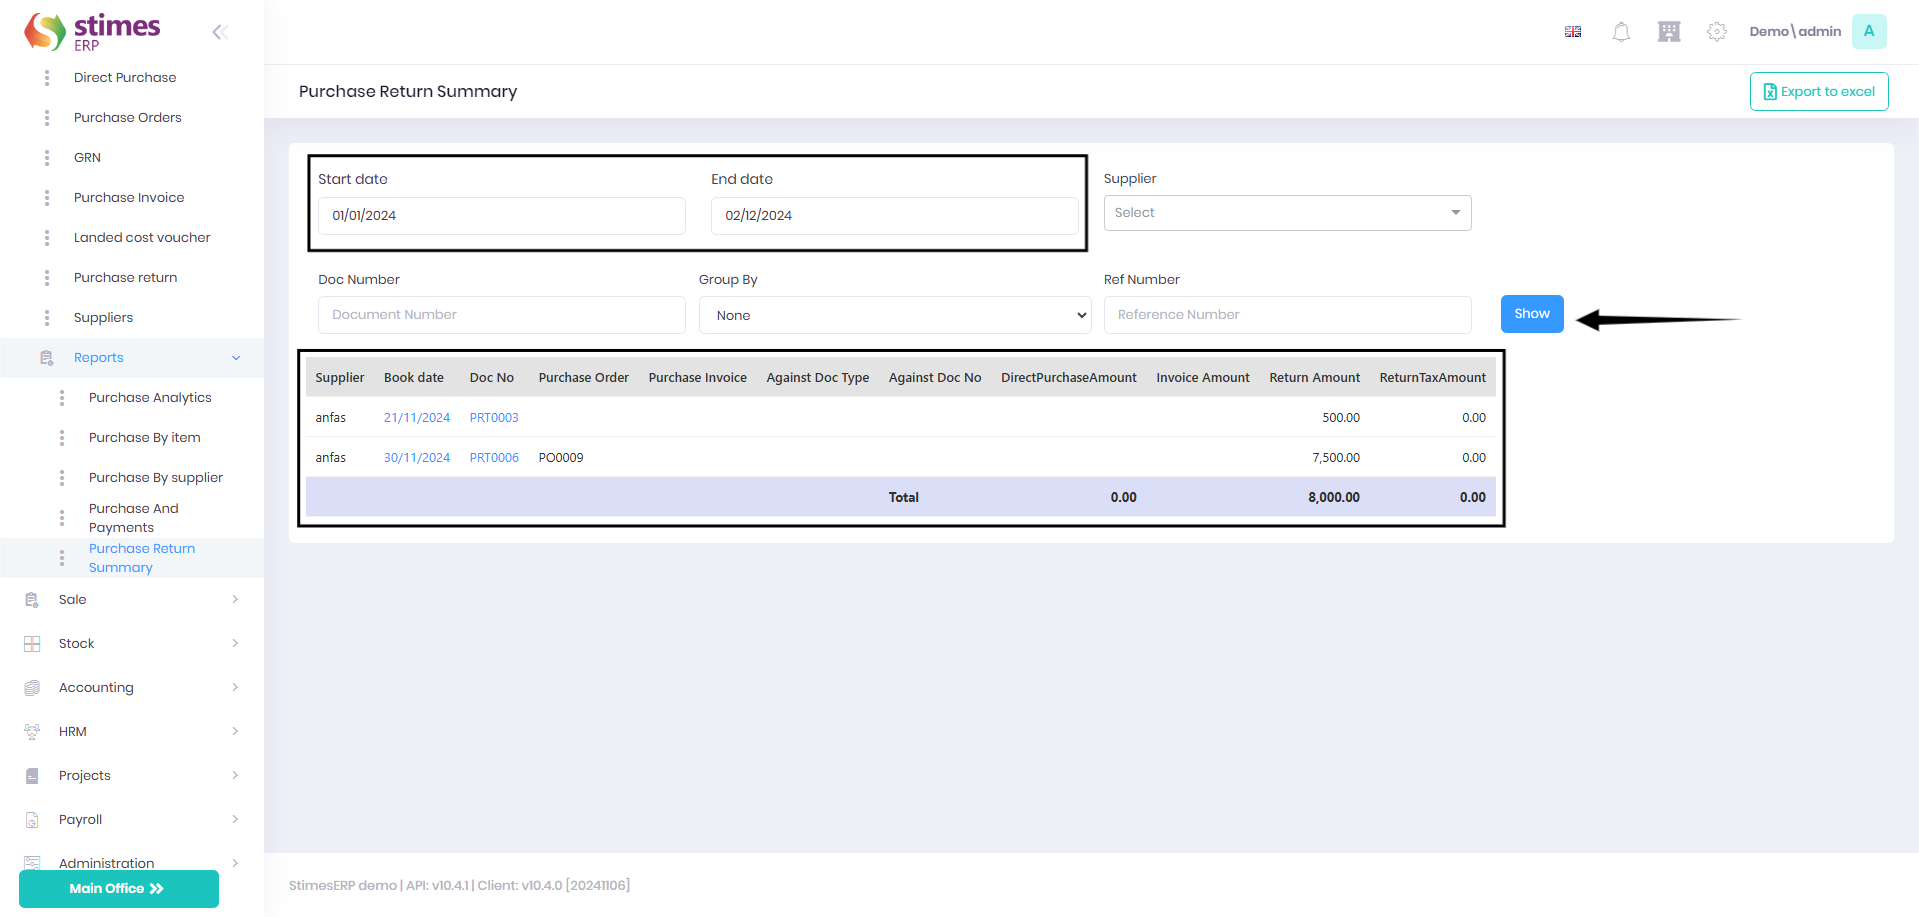 stimes
ERP
Demo\admin
A
Direct Purchase
Purchase Orders
GRN
Purchase Invoice
Landed cost voucher
Purchase return
Suppliers
Reports
Purchase Analytics
Purchase By item
Purchase By supplier
Purchase And
Payments
Purchase Return
Summary
Sale
Stock
Accounting
HRM
Projects
Payroll
Administration
Main Office
Purchase Return Summary
Export to excel
Start date
End date
Supplier
01/01/2024
02/12/2024
Select
Doc Number
Group By
Ref Number
Document Number
None
Reference Number
Show
Supplier Book date Doc No Purchase Order Purchase Invoice Against Doc Type Against Doc No DirectPurchaseAmount Invoice Amount Return Amount ReturnTaxAmount
anfas 21/11/2024 PRT0003 500.00 0.00
anfas 30/11/2024 PRT0006 PO0009 7,500.00 0.00
Total 0.00 8,000.00 0.00
StimesERP demo | API: v10.4.1 | Client: v10.4.0 [20241106]